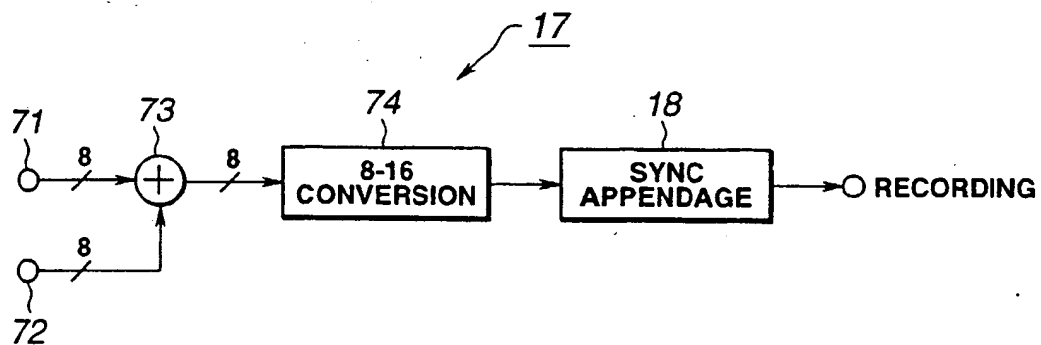 17
71
73
74
18
8
8
8-16
CONVERSION
SYNC
APPENDAGE
RECORDING
8
72